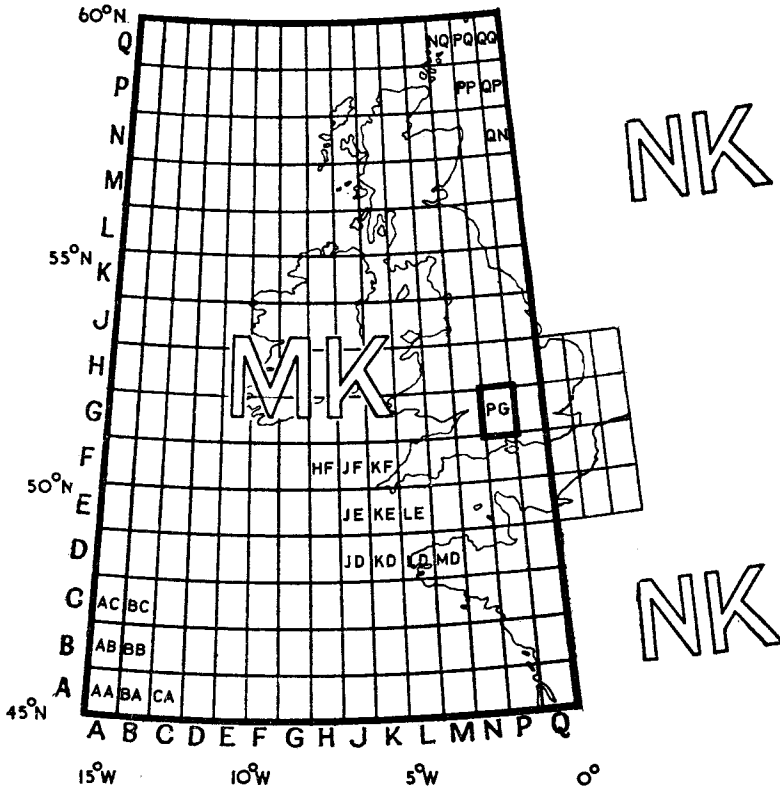 60°N.
Q NQ PQ QQ
P PP QP
N QN
NK
M
L
55°N K
J
H
MK
G PG
F HF JF KF
50°N
E JE KE LE
D JD KD LD MD
C AC BC
NK
B AB BB
A AA BA CA
45°N
A B C D E F G H J K L M N P Q
15°W 10°W 5°W 0°